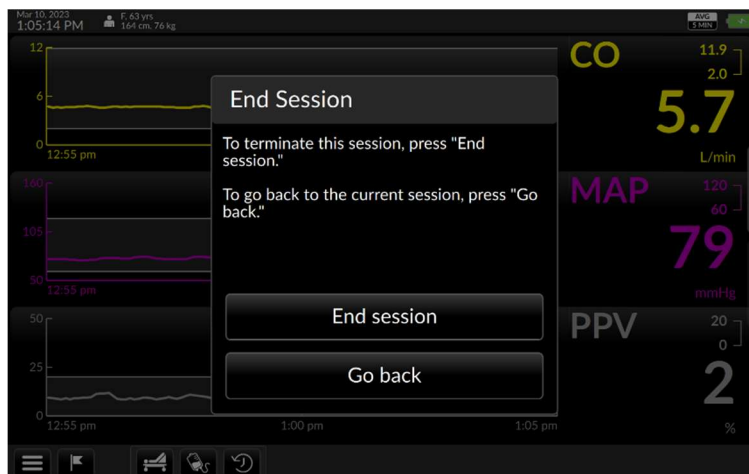 Mar 10, 2023
1:05:14 PM
F, 63 yrs
164 cm, 76 kg
AVG
5 MIN
12
6
0
12:55 pm
CO
11.9
2.0
5.7
L/min
End Session
To terminate this session, press "End
session."
To go back to the current session, press "Go
back."
End session
Go back
160
105
90
12:55 pm
MAP
120
60
79
mmHg
50
25
0
12:55 pm
1:00 pm
1:05 pm
PPV
20
0
2
%